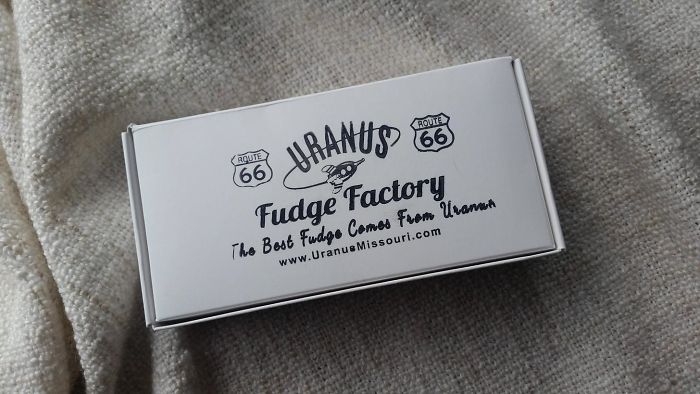 URANUS
ROUTE 66
ROUTE 66
Fudge Factory
The Best Fudge Comes From Uranus
www.UranusMissouri.com